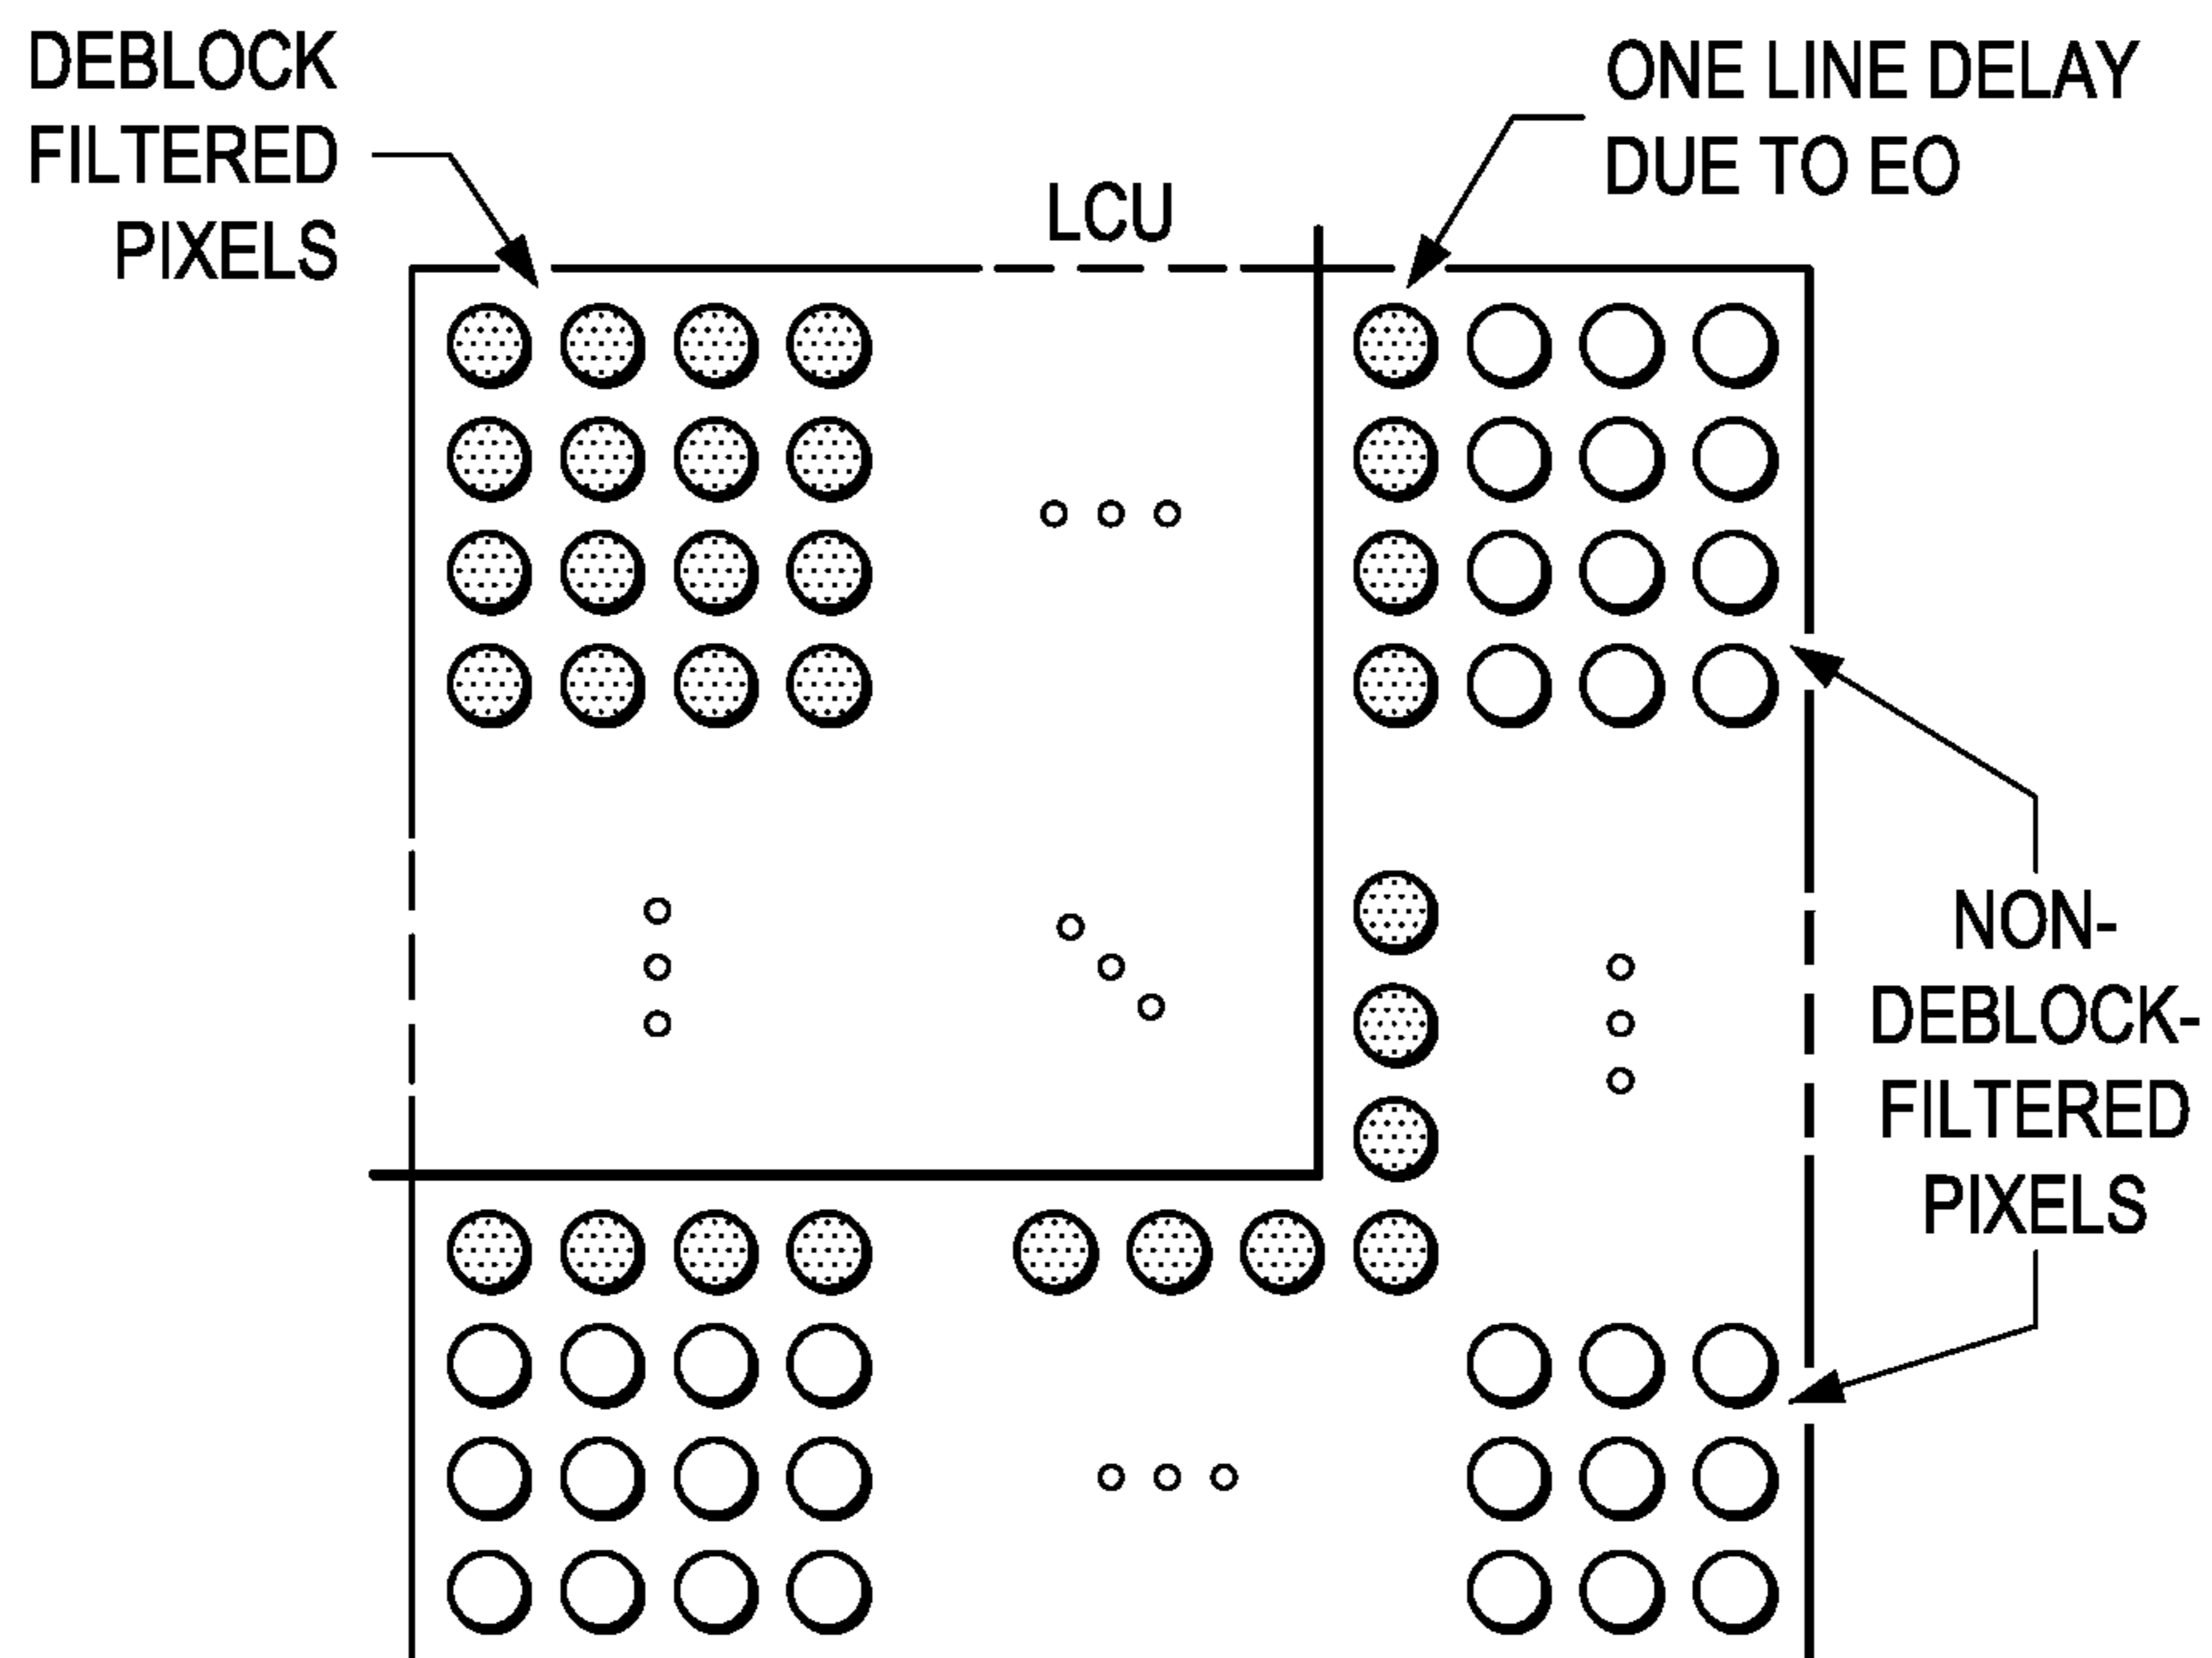 DEBLOCK
FILTERED
PIXELS
LCU
ONE LINE DELAY
DUE TO EO
NON-
DEBLOCK-
FILTERED
PIXELS